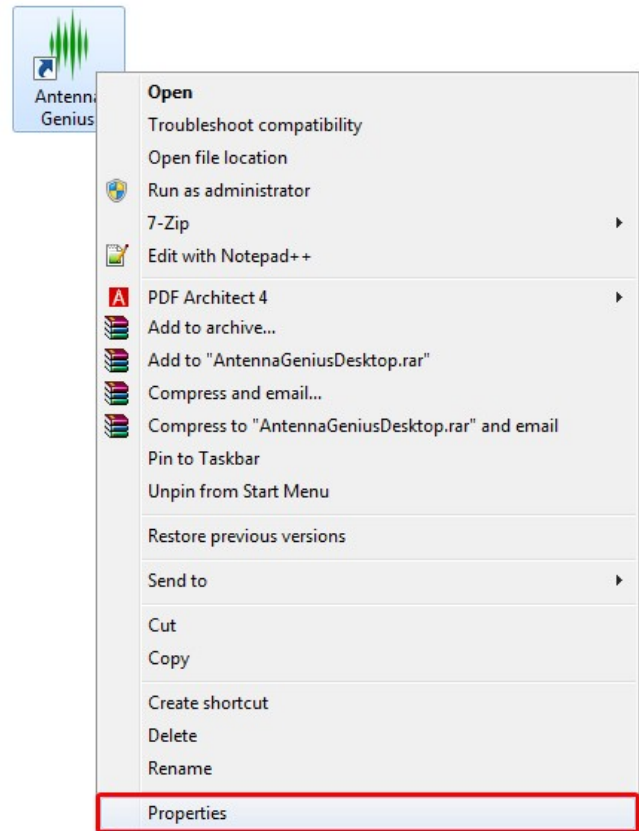 Antenna
Genius
Open
Troubleshoot compatibility
Open file location
Run as administrator
7-Zip
Edit with Notepad++
PDF Architect 4
Add to archive...
Add to "AntennaGeniusDesktop.rar"
Compress and email...
Compress to "AntennaGeniusDesktop.rar" and email
Pin to Taskbar
Unpin from Start Menu
Restore previous versions
Send to
Cut
Copy
Create shortcut
Delete
Rename
Properties